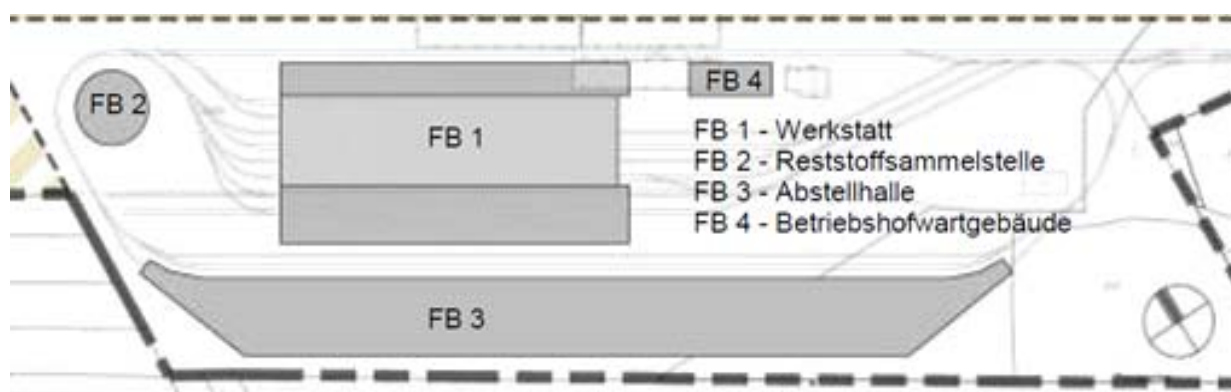 FB 2
FB 1
FB 4
FB 1 - Werkstatt
FB 2 - Reststoffsammelstelle
FB 3 - Abstellhalle
FB 4 - Betriebshofwartgebäude
FB 3